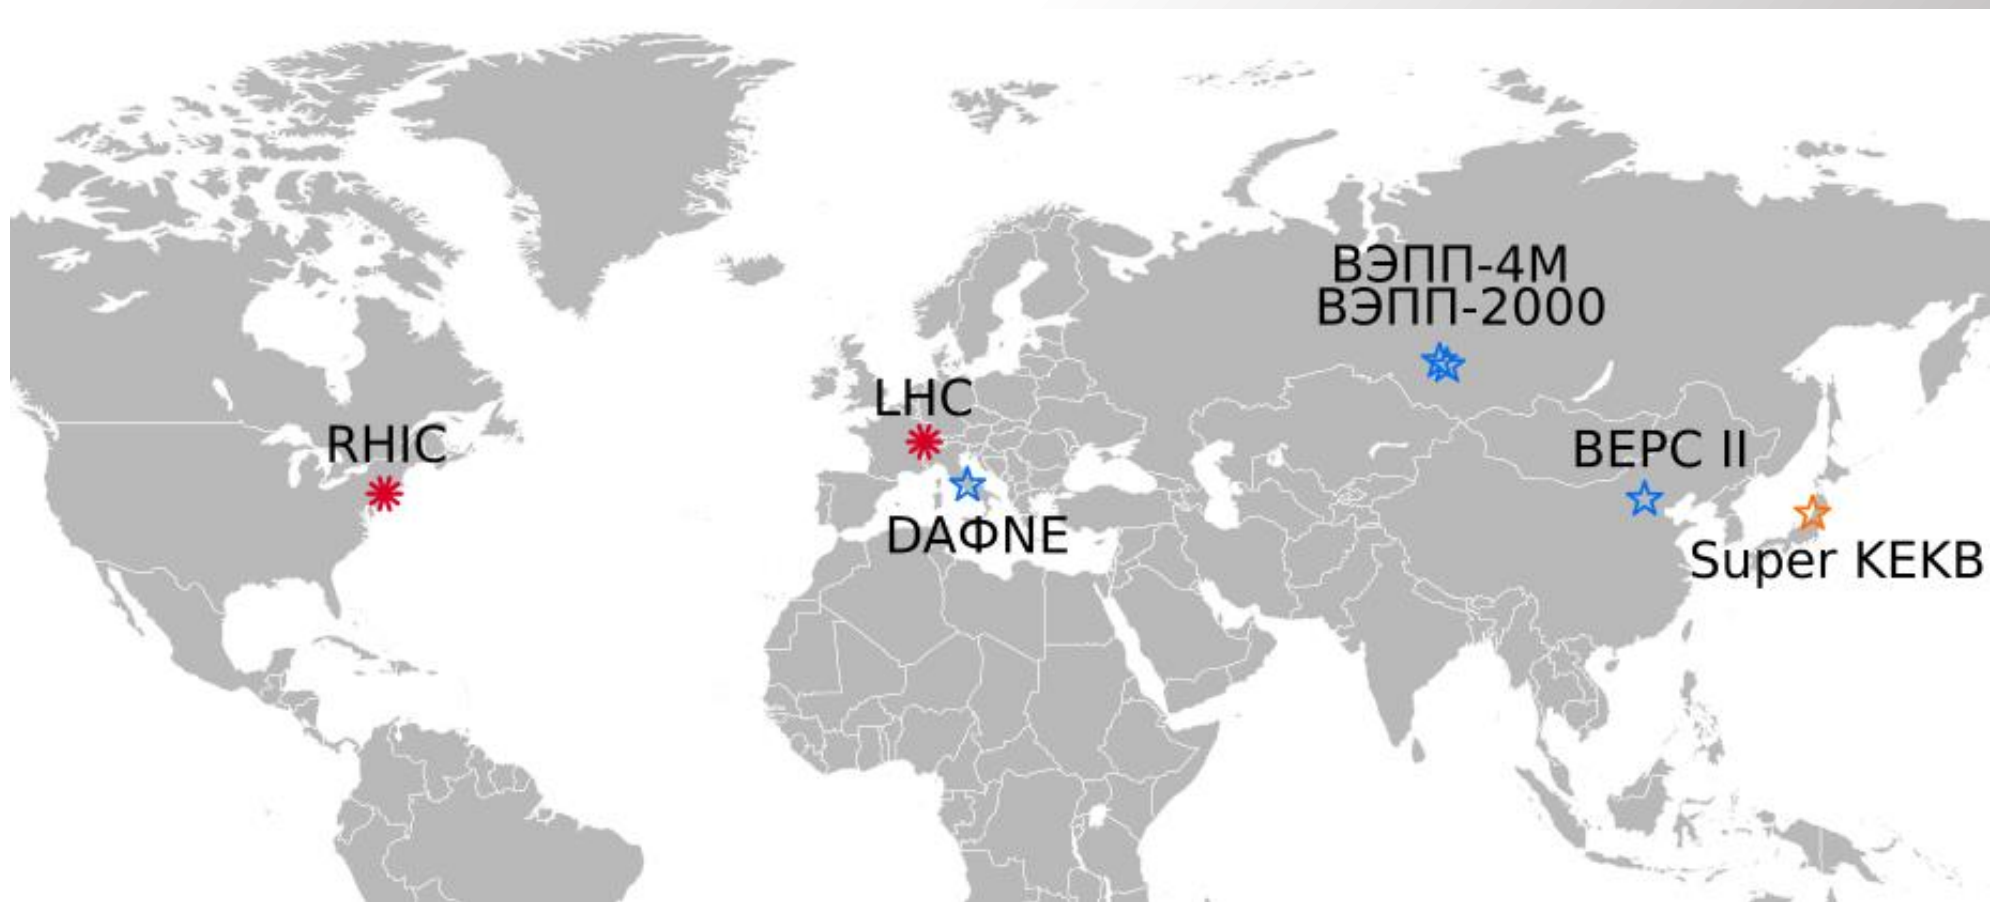 ВЭПП-4М
ВЭПП-2000
LHC
RHIC
BEPC II
DAΦNE
Super KEKB